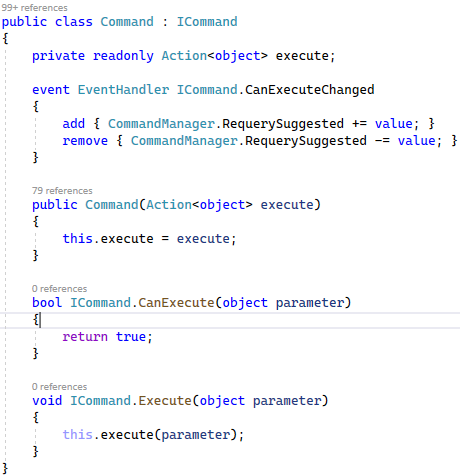 99+ references
public class Command : ICommand
{
    private readonly Action<object> execute;

    event EventHandler ICommand.CanExecuteChanged
    {
        add { CommandManager.RequerySuggested += value; }
        remove { CommandManager.RequerySuggested -= value; }
    }

    79 references
    public Command(Action<object> execute)
    {
        this.execute = execute;
    }

    0 references
    bool ICommand.CanExecute(object parameter)
    {
        return true;
    }

    0 references
    void ICommand.Execute(object parameter)
    {
        this.execute(parameter);
    }
}